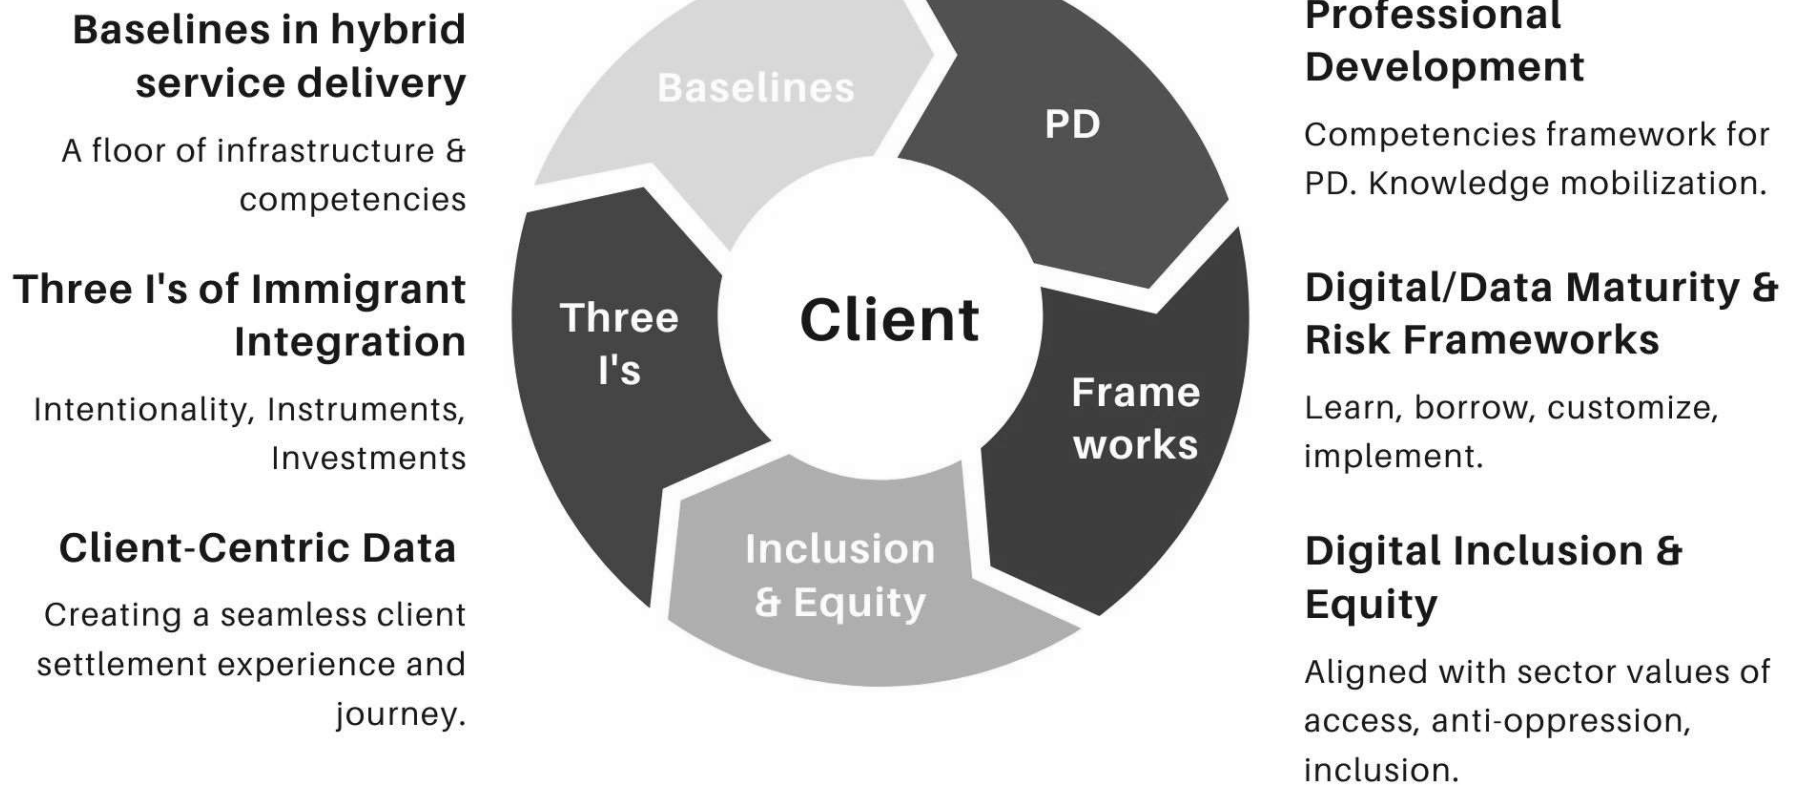 Baselines in hybrid
service delivery
A floor of infrastructure &
competencies
Three I's of Immigrant
Integration
Intentionality, Instruments,
Investments
Client-Centric Data
Creating a seamless client
settlement experience and
journey.
Baselines
PD
Three
I's
Client
Frame
works
Inclusion
& Equity
Professional
Development
Competencies framework for
PD. Knowledge mobilization.
Digital/Data Maturity &
Risk Frameworks
Learn, borrow, customize,
implement.
Digital Inclusion &
Equity
Aligned with sector values of
access, anti-oppression,
inclusion.